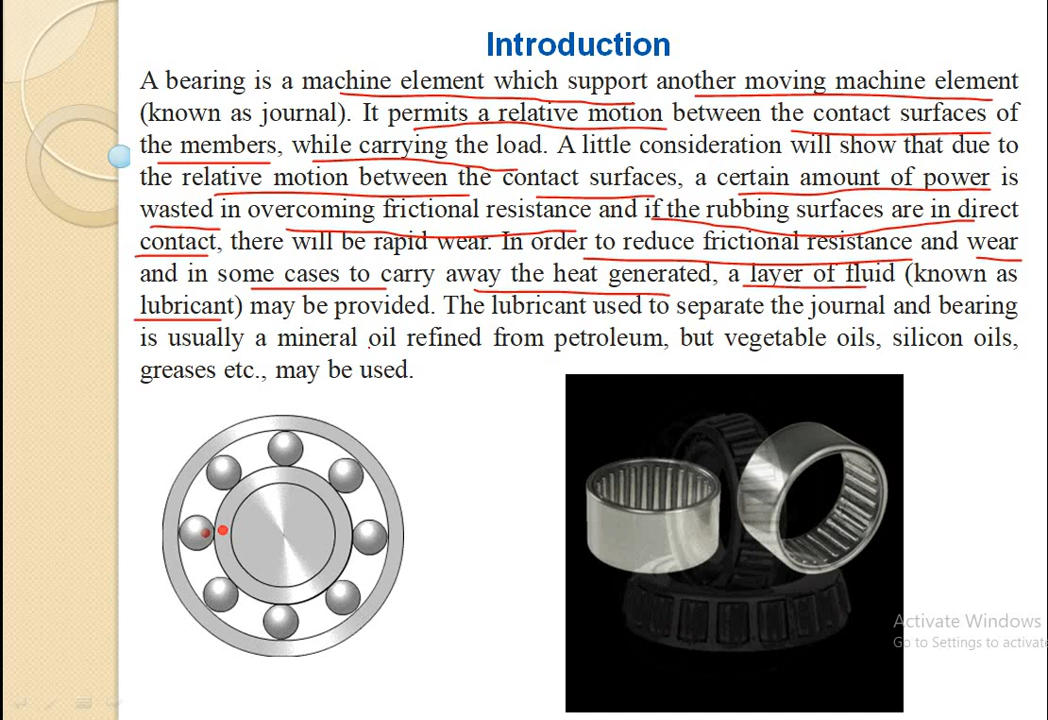 Introduction
A bearing is a machine element which support another moving machine element
(known as journal). It permits a relative motion between the contact surfaces of
the members, while carrying the load. A little consideration will show that due to
the relative motion between the contact surfaces, a certain amount of power is
wasted in overcoming frictional resistance and if the rubbing surfaces are in direct
contact, there will be rapid wear. In order to reduce frictional resistance and wear
and in some cases to carry away the heat generated, a layer of fluid (known as
lubricant) may be provided. The lubricant used to separate the journal and bearing
is usually a mineral oil refined from petroleum, but vegetable oils, silicon oils,
greases etc., may be used.
Activate Windows
Go to Settings to activate